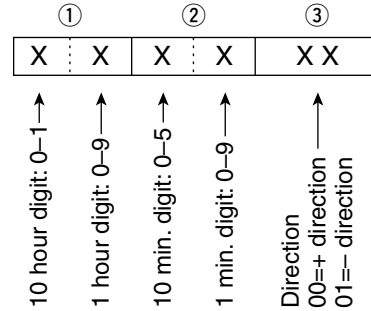 ① ② ③
X X X X X X
10 hour digit: 0–1
1 hour digit: 0–9
10 min. digit: 0–5
1 min. digit: 0–9
Direction
00=+ direction
01=– direction